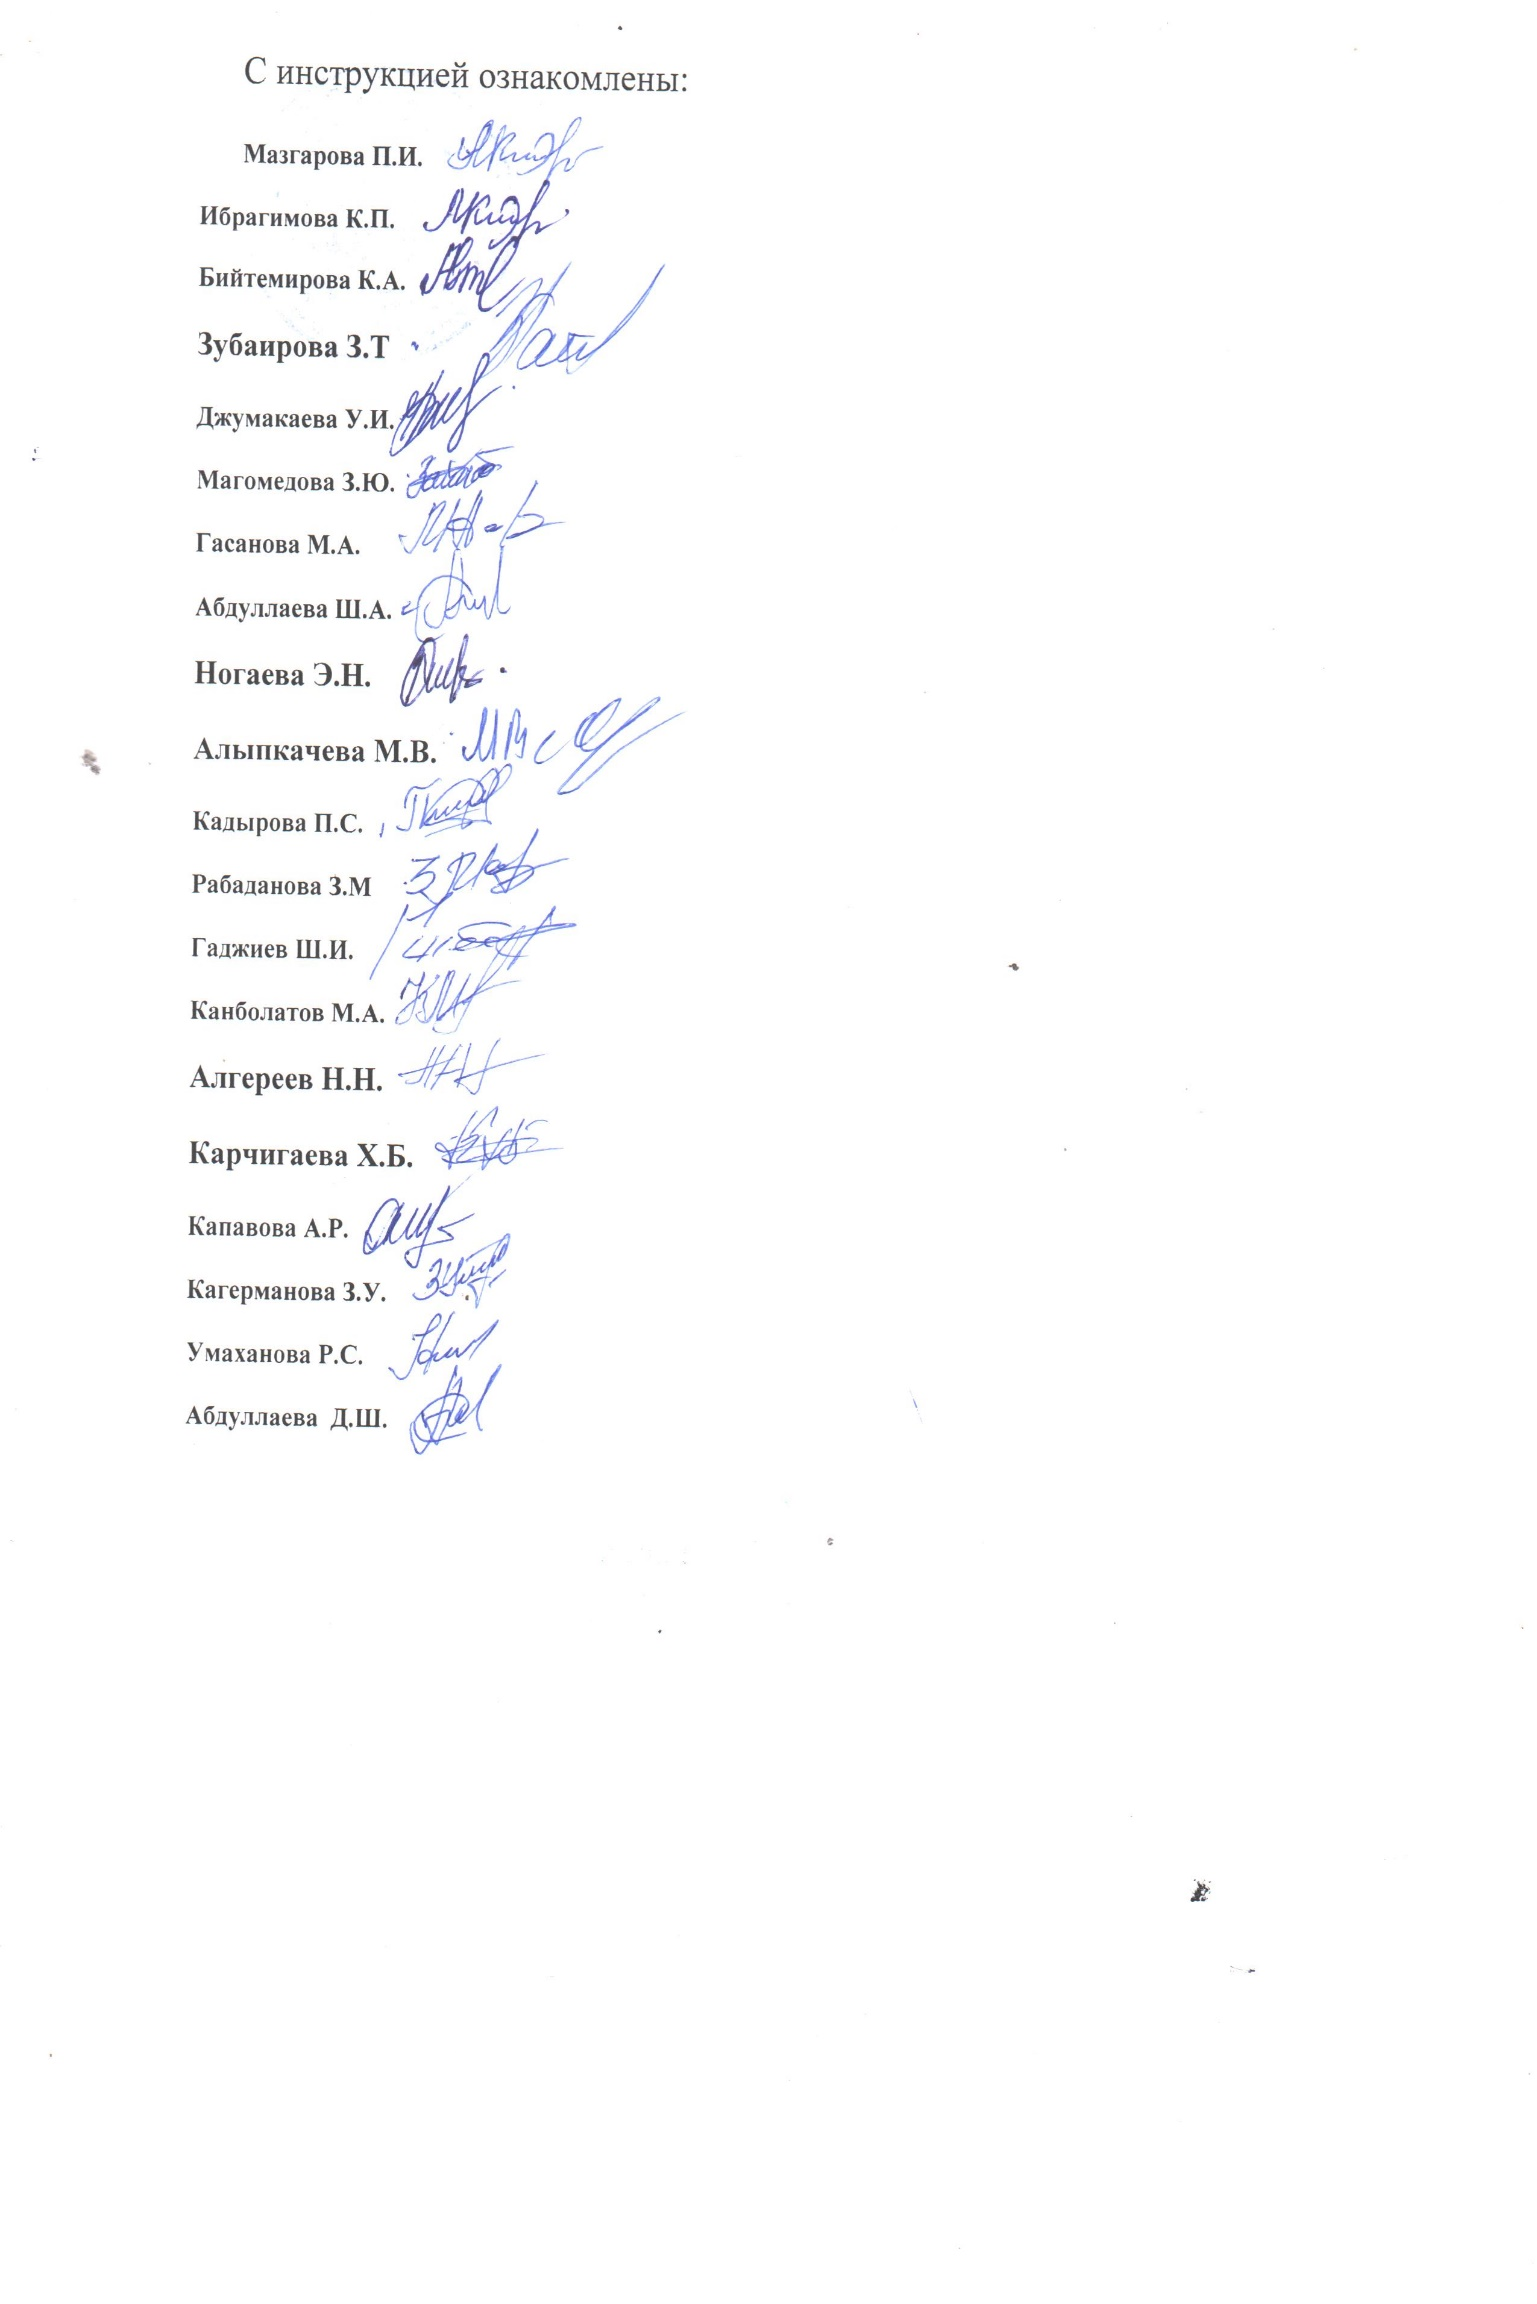 С инструкцией ознакомлены:
Мазгарова П.И.
Ибрагимова К.П.
Бийтемирова К.А.
Зубаирова З.Т
Джумакаева У.И.
Магомедова З.Ю.
Гасанова М.А.
Абдуллаева Ш.А.
Ногаева Э.Н.
Алыпкачева М.В.
Кадырова П.С.
Рабаданова З.М
Гаджиев Ш.И.
Канболатов М.А.
Алгереев Н.Н.
Карчигаева Х.Б.
Капавова А.Р.
Кагерманова З.У.
Умаханова Р.С.
Абдуллаева Д.Ш.